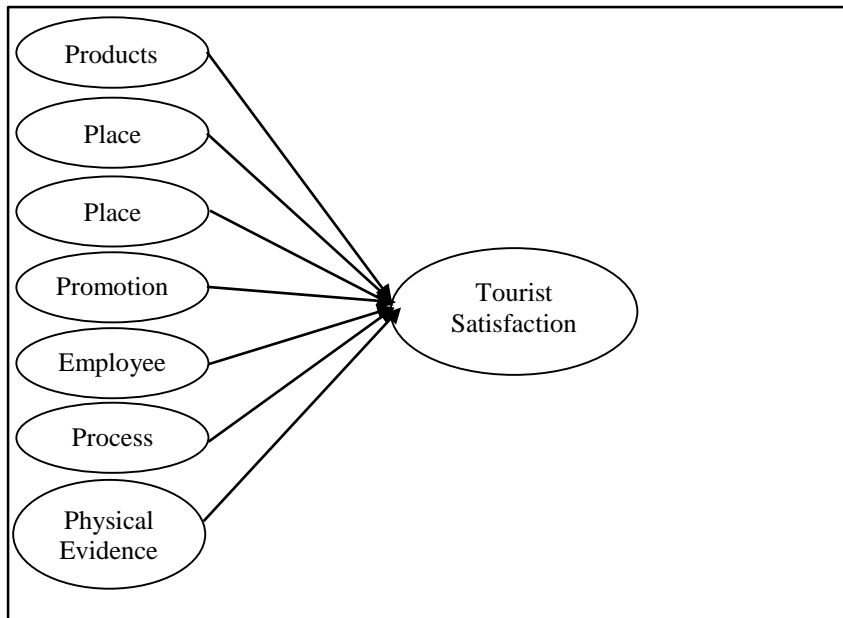 Products
Place
Place
Promotion
Employee
Process
Physical
Evidence
Tourist
Satisfaction